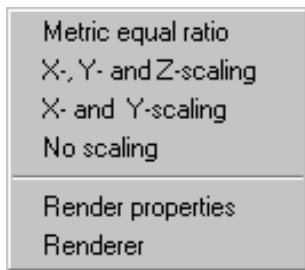 Metric equal ratio
X-, Y- and Z-scaling
X- and Y-scaling
No scaling
Render properties
Renderer